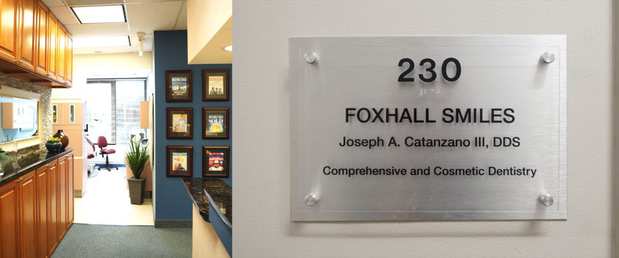 230
FOXHALL SMILES
Joseph A. Catanzano III, DDS
Comprehensive and Cosmetic Dentistry